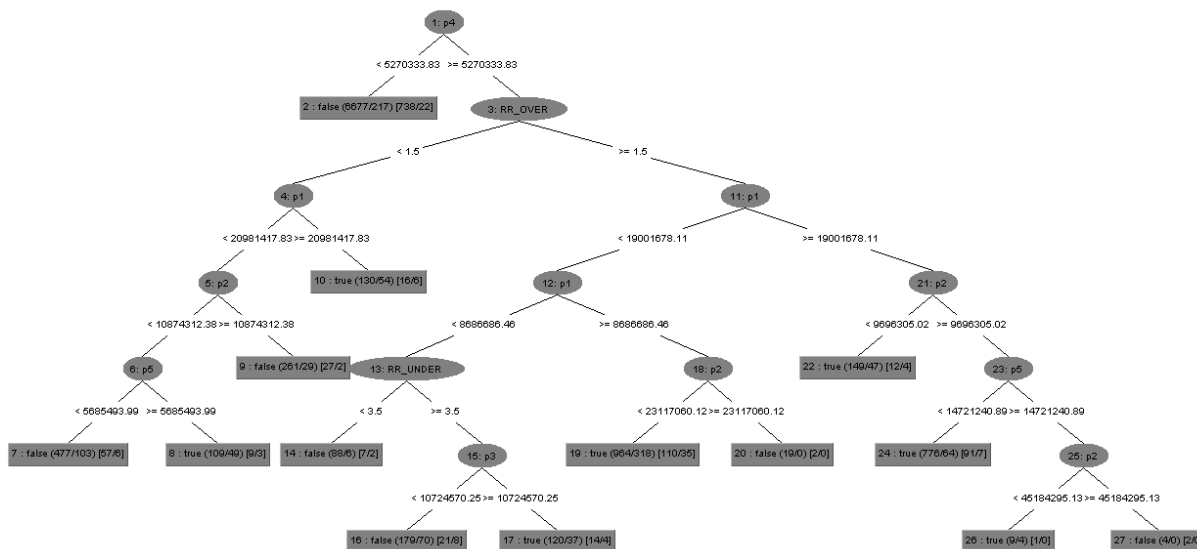 1: p4
< 5270333.83 >= 5270333.83
2 : false (6677/217) [738/22]
3: RR_OVER
< 1.5 >= 1.5
4: p1 11: p1
< 20981417.83 >= 20981417.83 < 19001678.11 >= 19001678.11
5: p2 10 : true (130/54) [16/6] 12: p1 21: p2
< 10874312.38 >= 10874312.38 < 8686686.46 >= 8686686.46 < 9696305.02 >= 9696305.02
6: p5 9 : false (261/29) [27/2] 13: RR_UNDER 18: p2 22 : true (149/47) [12/4] 23: p5
< 5685493.99 >= 5685493.99 < 3.5 >= 3.5 < 23117060.12 >= 23117060.12 < 14721240.89 >= 14721240.89
7 : false (477/103) [57/6] 8 : true (109/49) [9/3] 14 : false (88/6) [7/2] 15: p3 19 : true (964/318) [110/35] 20 : false (19/0) [2/0] 24 : true (776/64) [91/7] 25: p2
< 10724570.25 >= 10724570.25 < 45184295.13 >= 45184295.13
16 : false (179/70) [21/8] 17 : true (120/37) [14/4] 26 : true (9/4) [1/0] 27 : false (4/0) [2/0